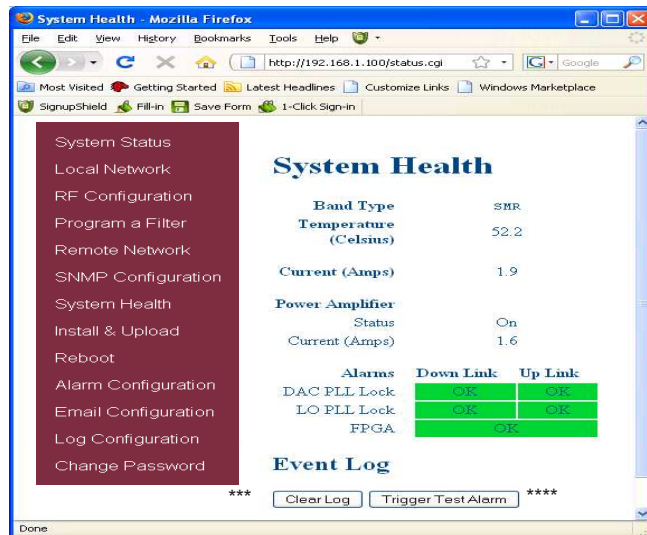 System Health - Mozilla Firefox
File Edit View History Bookmarks Tools Help
http://192.168.1.100/status.cgi
Google
Most Visited Getting Started Latest Headlines Customize Links Windows Marketplace
SignupShield Fill-in Save Form 1-Click Sign-in
System Status
Local Network
RF Configuration
Program a Filter
Remote Network
SNMP Configuration
System Health
Install & Upload
Reboot
Alarm Configuration
Email Configuration
Log Configuration
Change Password
System Health
Band Type SMR
Temperature
(Celsius) 52.2
Current (Amps) 1.9
Power Amplifier
Status On
Current (Amps) 1.6
Alarms Down Link Up Link
DAC PLL Lock OK OK
LO PLL Lock OK OK
FPGA OK
Event Log
*** Clear Log Trigger Test Alarm ****
Done